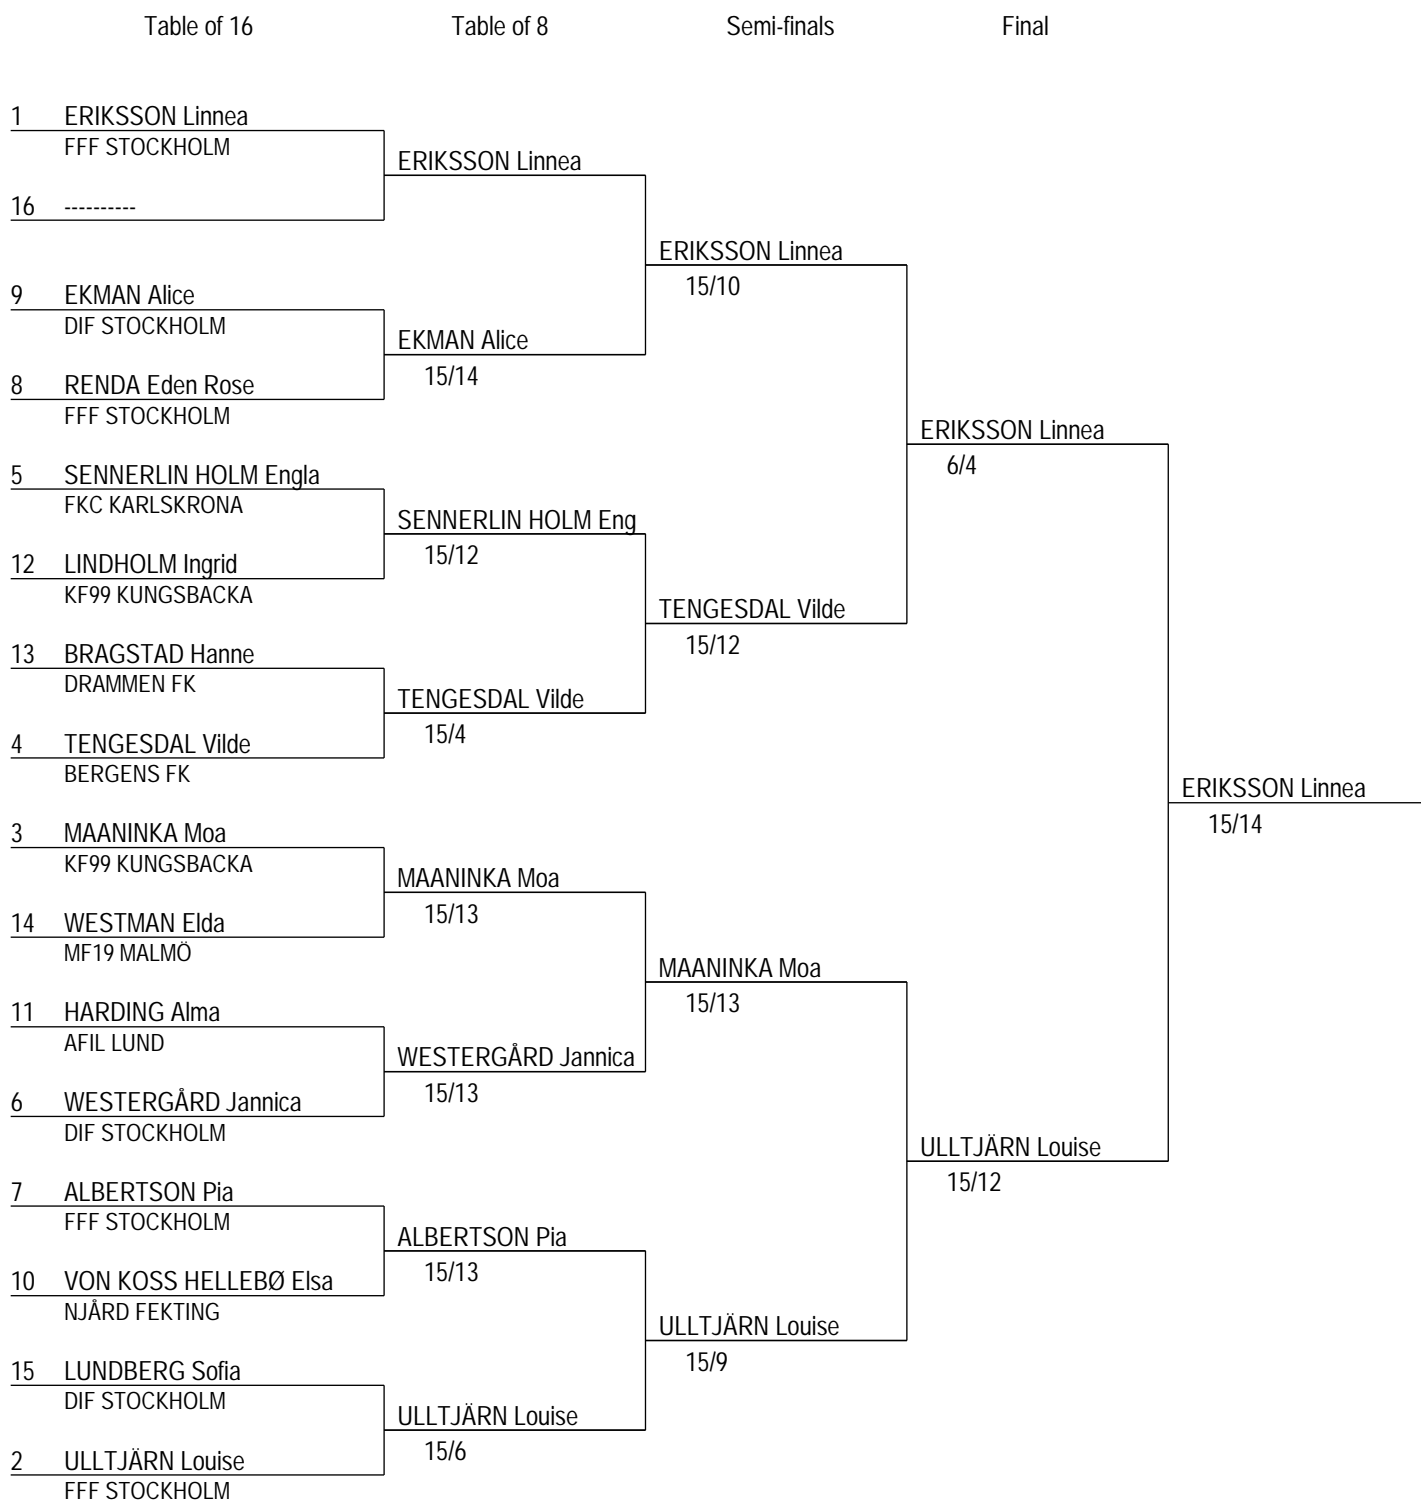 Table of 16 Table of 8 Semi-finals Final
1 ERIKSSON Linnea
FFF STOCKHOLM
ERIKSSON Linnea
16 ----------
ERIKSSON Linnea
15/10
9 EKMAN Alice
DIF STOCKHOLM
EKMAN Alice
15/14
8 RENDA Eden Rose
FFF STOCKHOLM
ERIKSSON Linnea
6/4
5 SENNERLIN HOLM Engla
FKC KARLSKRONA
SENNERLIN HOLM Eng
15/12
12 LINDHOLM Ingrid
KF99 KUNGSBACKA
TENGESDAL Vilde
15/12
13 BRAGSTAD Hanne
DRAMMEN FK
TENGESDAL Vilde
15/4
4 TENGESDAL Vilde
BERGENS FK
ERIKSSON Linnea
15/14
3 MAANINKA Moa
KF99 KUNGSBACKA
MAANINKA Moa
15/13
14 WESTMAN Elda
MF19 MALMÖ
MAANINKA Moa
15/13
11 HARDING Alma
AFIL LUND
WESTERGÅRD Jannica
15/13
6 WESTERGÅRD Jannica
DIF STOCKHOLM
ULLTJÄRN Louise
15/12
7 ALBERTSON Pia
FFF STOCKHOLM
ALBERTSON Pia
15/13
10 VON KOSS HELLEBØ Elsa
NJÅRD FEKTING
ULLTJÄRN Louise
15/9
15 LUNDBERG Sofia
DIF STOCKHOLM
ULLTJÄRN Louise
15/6
2 ULLTJÄRN Louise
FFF STOCKHOLM